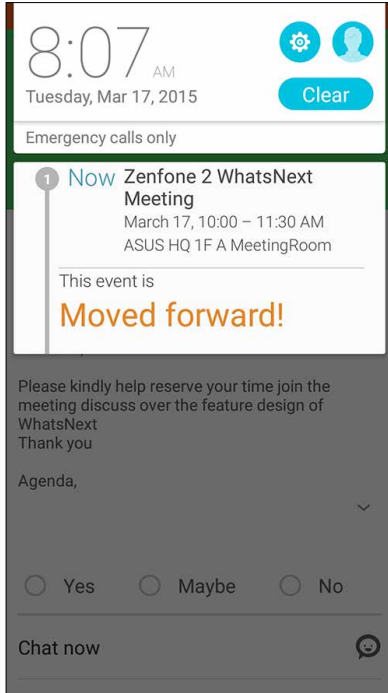 8:07 AM
Tuesday, Mar 17, 2015
Clear
Emergency calls only
1 Now Zenfone 2 WhatsNext
Meeting
March 17, 10:00 – 11:30 AM
ASUS HQ 1F A MeetingRoom
This event is
Moved forward!
Please kindly help reserve your time join the
meeting discuss over the feature design of
WhatsNext
Thank you
Agenda,
Yes Maybe No
Chat now